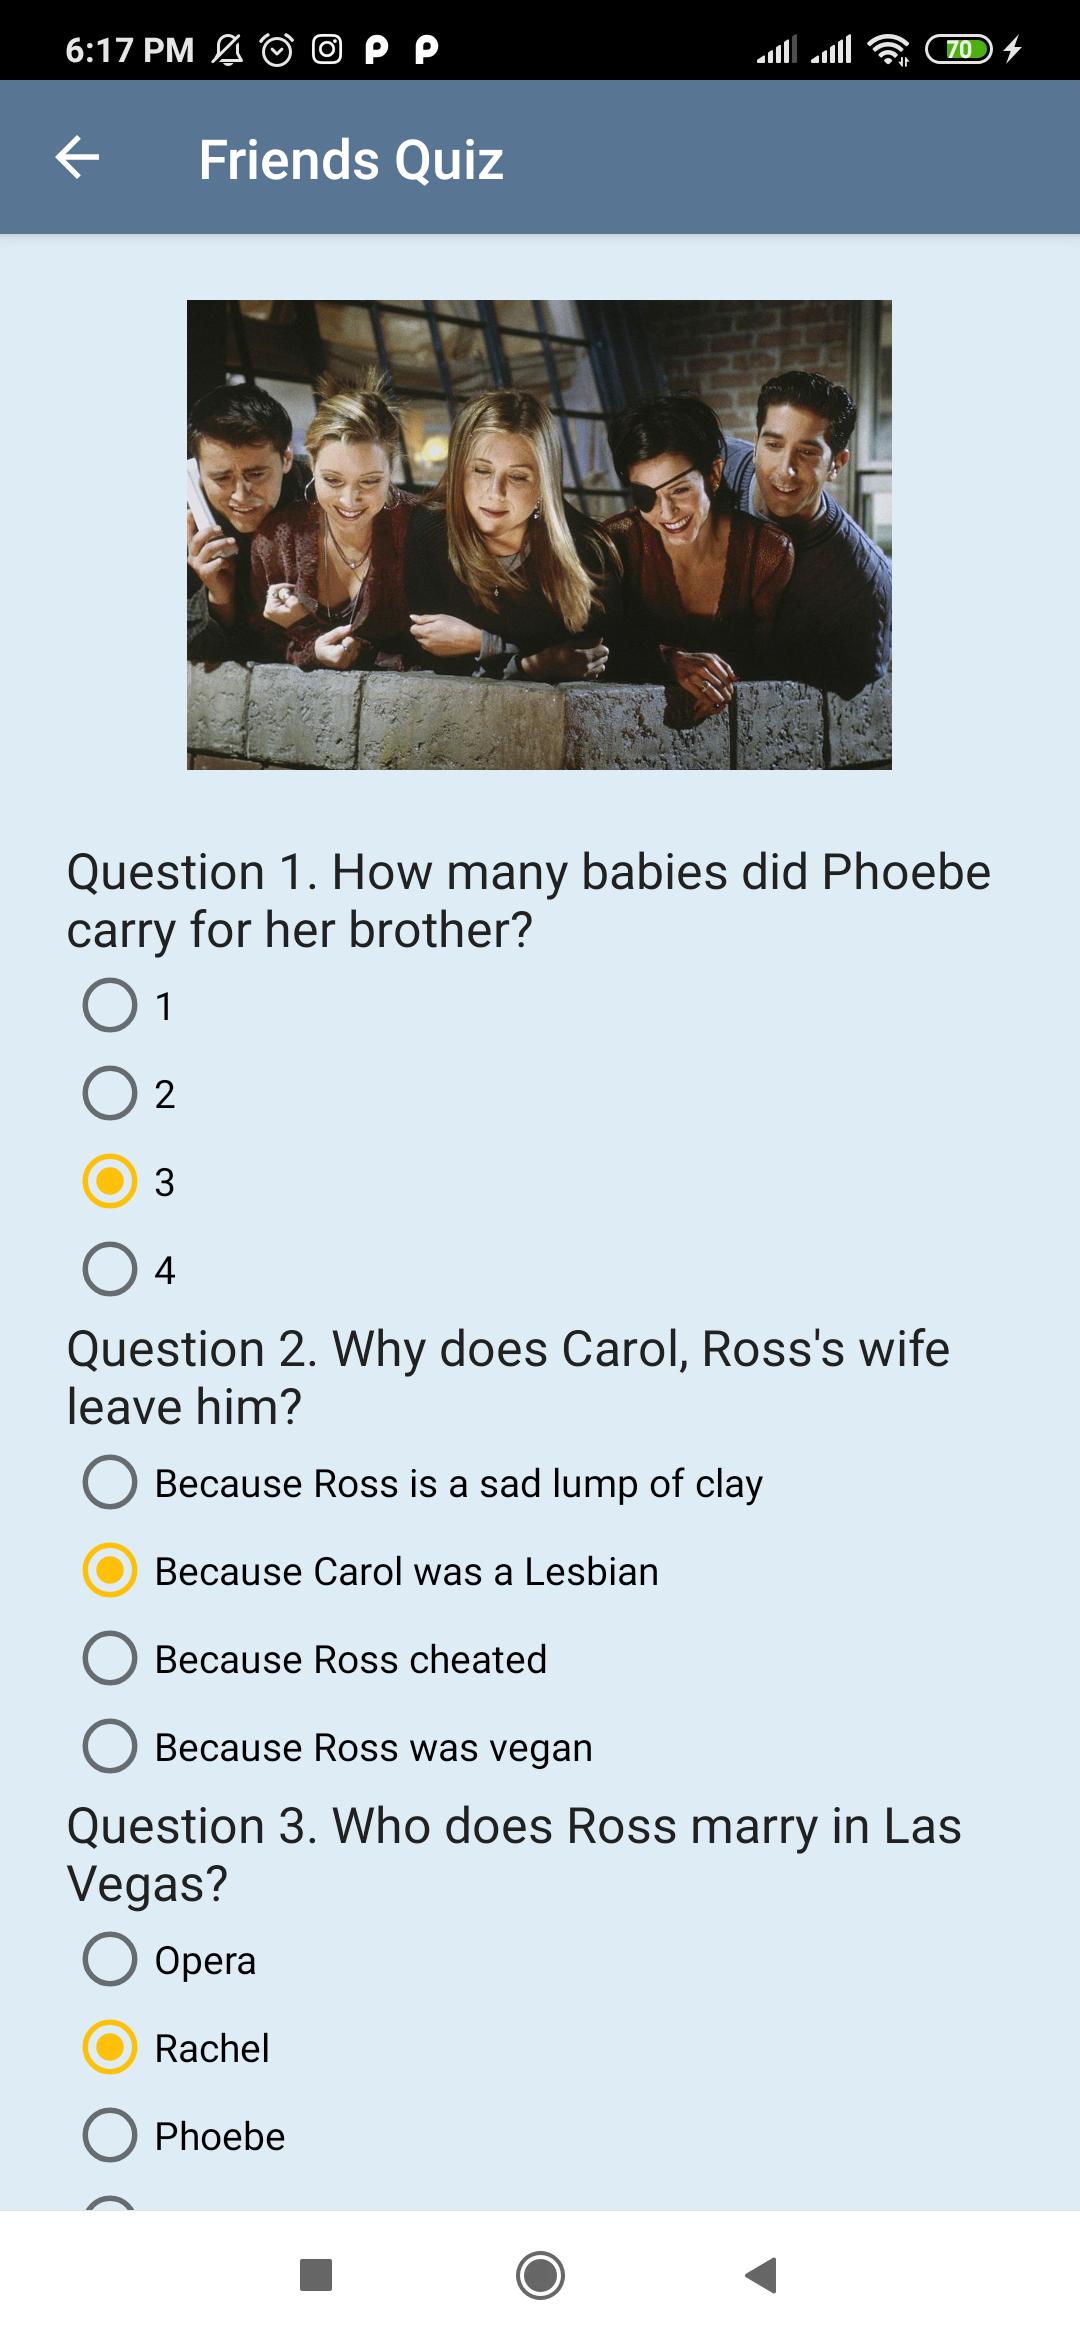 6:17 PM
70
Friends Quiz
Question 1. How many babies did Phoebe
carry for her brother?
1
2
3
4
Question 2. Why does Carol, Ross's wife
leave him?
Because Ross is a sad lump of clay
Because Carol was a Lesbian
Because Ross cheated
Because Ross was vegan
Question 3. Who does Ross marry in Las
Vegas?
Opera
Rachel
Phoebe